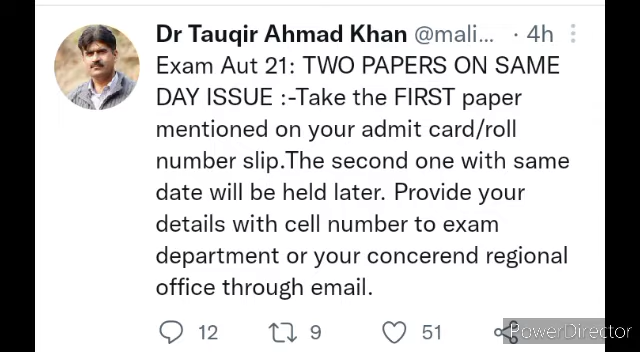 Dr Tauqir Ahmad Khan @mali... · 4h
Exam Aut 21: TWO PAPERS ON SAME
DAY ISSUE :-Take the FIRST paper
mentioned on your admit card/roll
number slip.The second one with same
date will be held later. Provide your
details with cell number to exam
department or your concerend regional
office through email.
12 9 51
PowerDirector